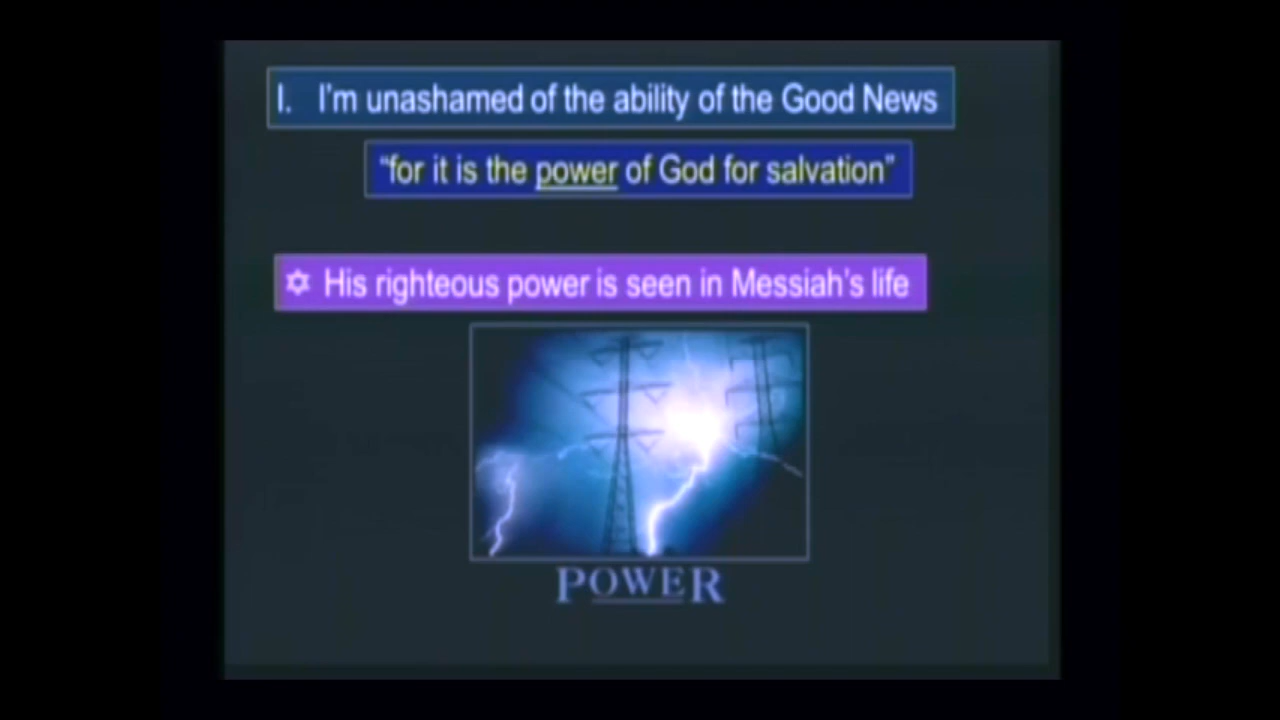 I. I'm unashamed of the ability of the Good News
“for it is the power of God for salvation”
✡ His righteous power is seen in Messiah's life
POWER